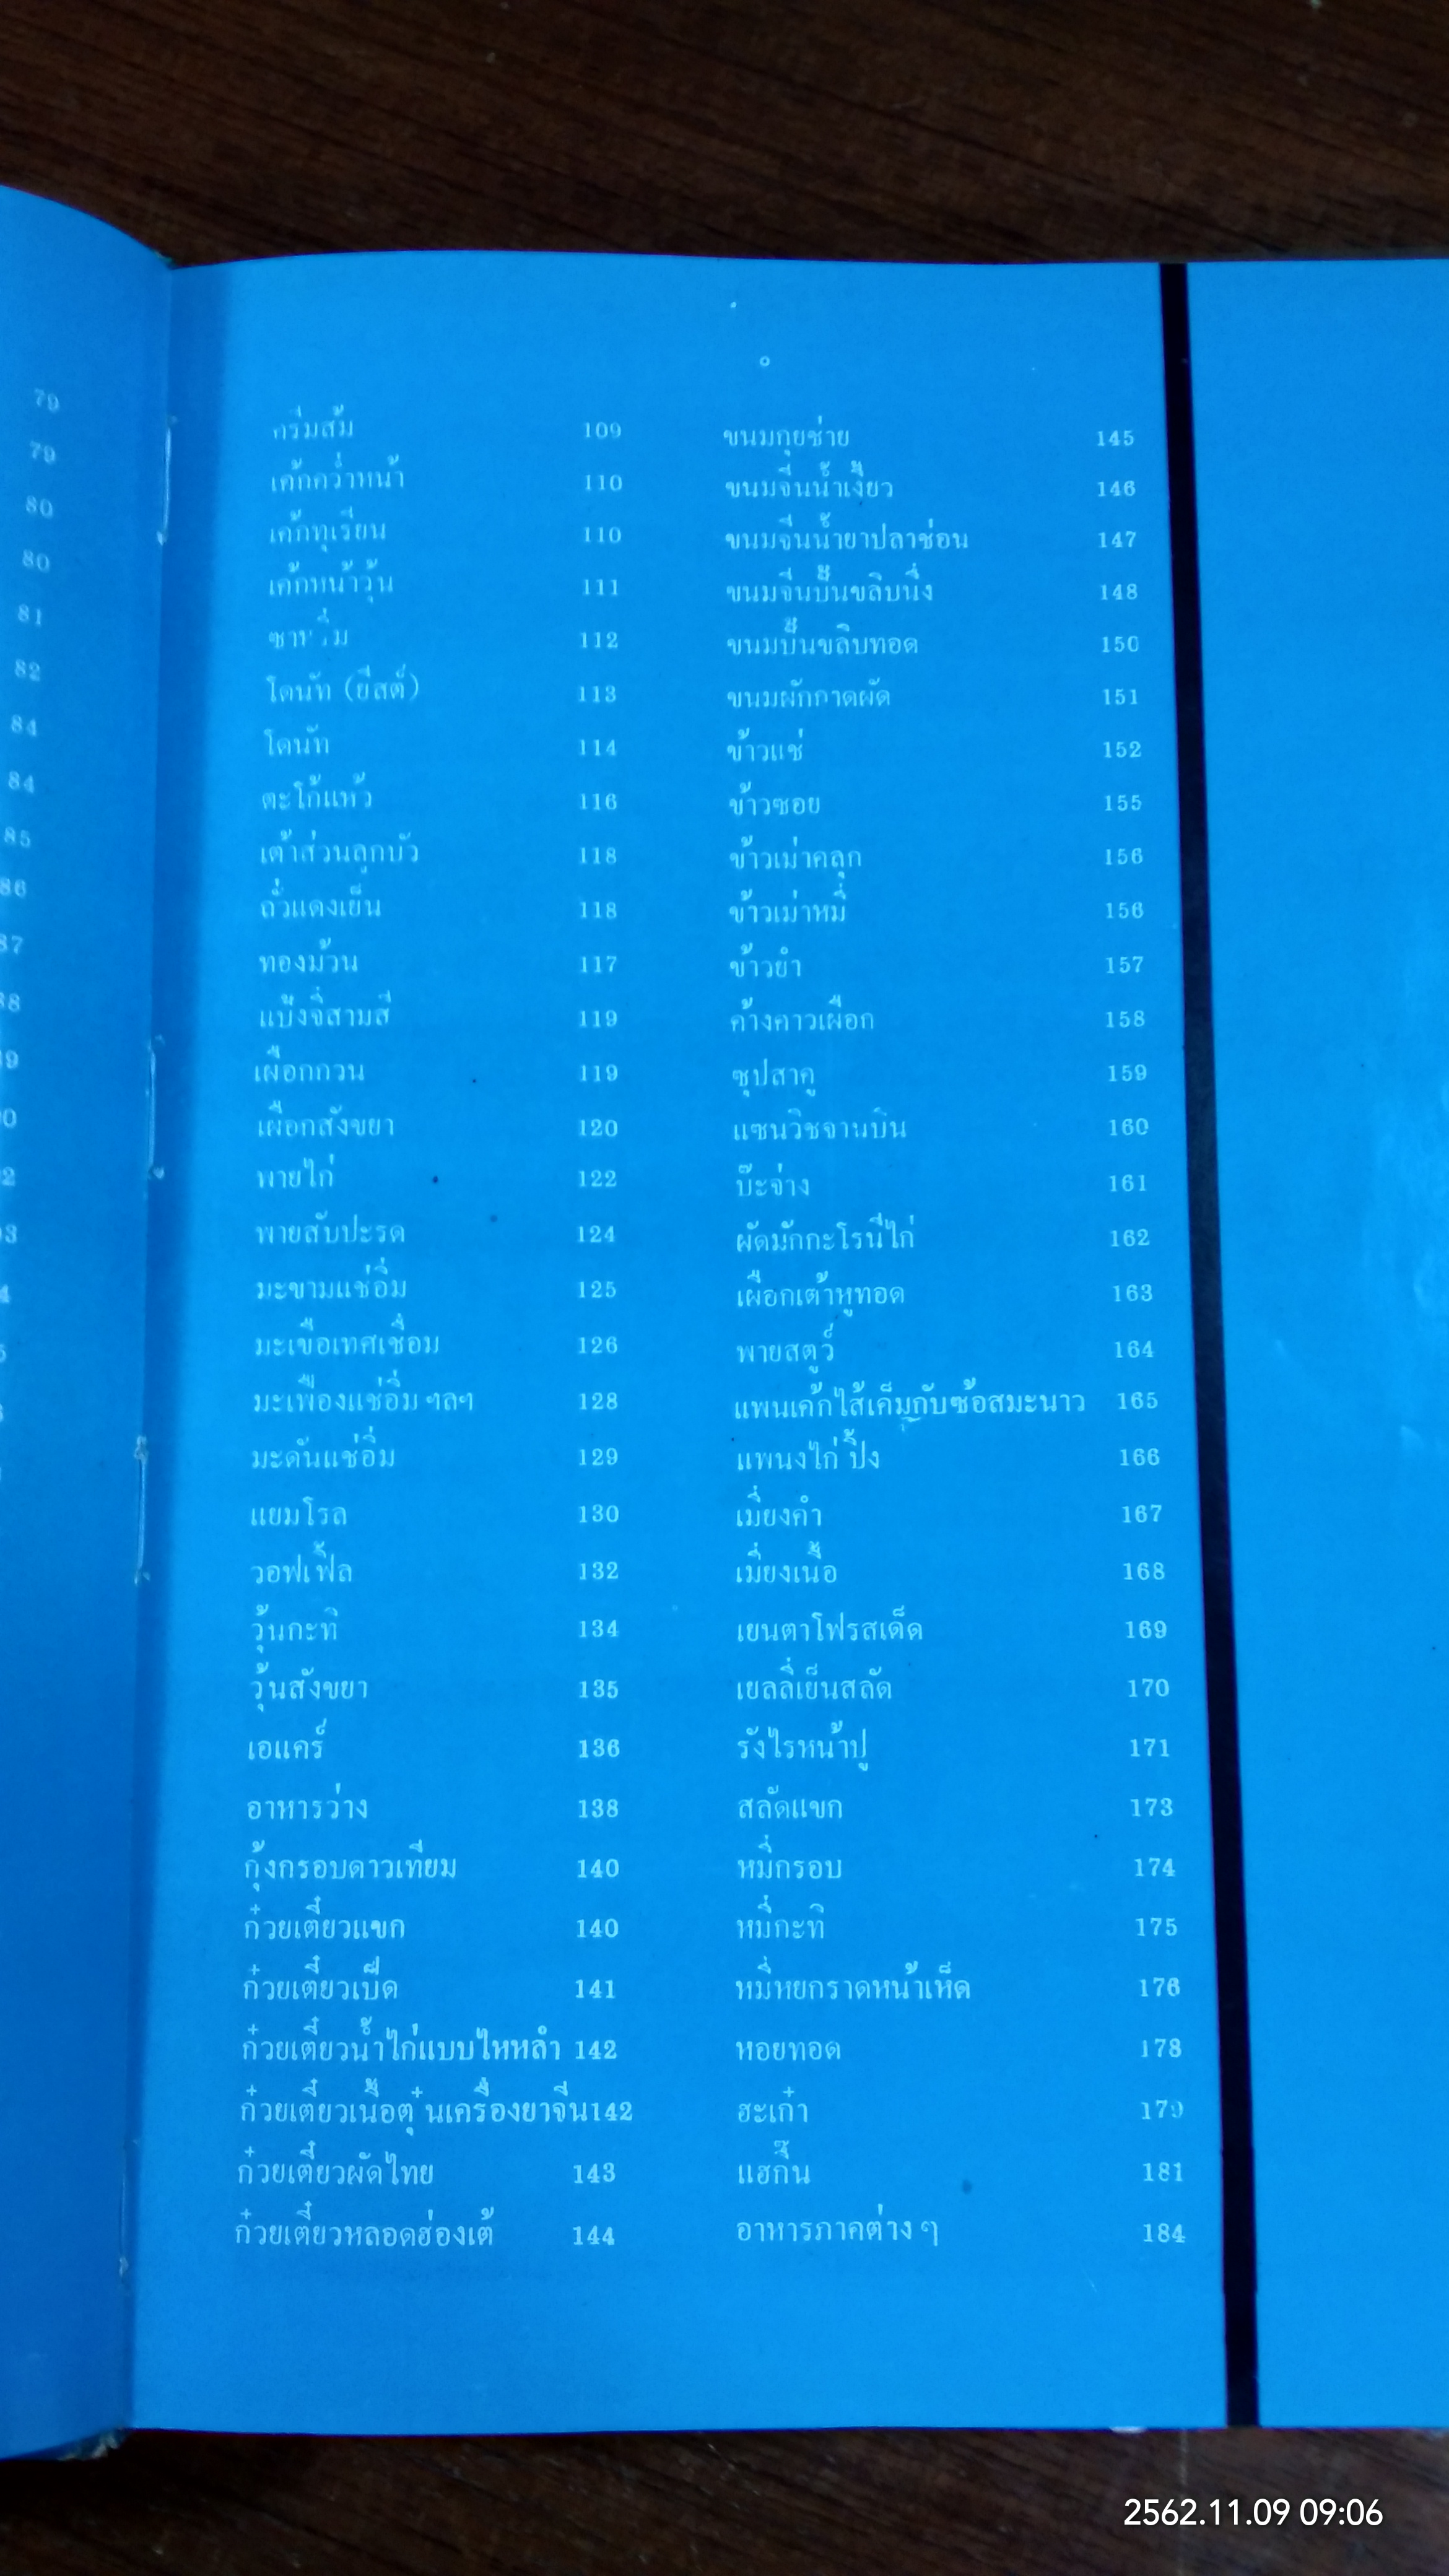 79
79
80
80
81
82
84
84
85
86
87
88
ครีมส้ม 109
เค้กคว่ำหน้า 110
เค้กทุเรียน 110
เค้กหน้าวุ้น 111
112
โดนัท (ยีสต์) 113
โดนัท 114
ตะโก้แห้ว 116
เต้าส่วนลูกบัว 118
ถั่วแดงเย็น 118
ทองม้วน 117
แป้งจี่สามสี 119
เผือกกวน 119
เผือกสังขยา 120
พายไก่ 122
พายสับปะรด 124
มะขามแช่อิ่ม 125
มะเขือเทศเชื่อม 126
มะเฟืองแช่อิ่ม ฯลฯ 128
มะดันแช่อิ่ม 129
แยมโรล 130
วอฟเฟิ้ล 132
วุ้นกะทิ 134
วุ้นสังขยา 135
เอแคร์ 136
อาหารว่าง 138
กุ้งกรอบดาวเทียม 140
ก๋วยเตี๋ยวแขก 140
ก๋วยเตี๋ยวเป็ด 141
ก๋วยเตี๋ยวน้ำไก่แบบไหหลำ 142
ก๋วยเตี๋ยวเนื้อตุ๋นเครื่องยาจีน 142
ก๋วยเตี๋ยวผัดไทย 143
ก๋วยเตี๋ยวหลอดฮ่องเต้ 144
ขนมกุยช่าย 145
ขนมจีนน้ำเงี้ยว 146
ขนมจีนน้ำยาปลาช่อน 147
ขนมจีนปั้นขลิบนึ่ง 148
ขนมปั้นขลิบทอด 150
ขนมผักกาดผัด 151
ข้าวแช่ 152
ข้าวซอย 155
ข้าวเม่าคลุก 156
ข้าวเม่าหมี่ 156
ข้าวยำ 157
ค้างคาวเผือก 158
ซุปสาคู 159
แซนวิชจานบิน 160
บ๊ะจ่าง 161
ผัดมักกะโรนีไก่ 162
เผือกเต้าหูทอด 163
พายสตูว์ 164
แพนเค้กไส้เค็มกับซ้อสมะนาว 165
แพนงไก่ปิ้ง 166
เมี่ยงคำ 167
เมี่ยงเนื้อ 168
เยนตาโฟรสเด็ด 169
เยลลี่เย็นสลัด 170
รังไรหน้าปู 171
สลัดแขก 173
หมี่กรอบ 174
หมี่กะทิ 175
หมี่หยกราดหน้าเห็ด 176
หอยทอด 178
ฮะเก๋า 179
แฮกึ๊น 181
อาหารภาคต่าง ๆ 184
2562.11.09 09:06